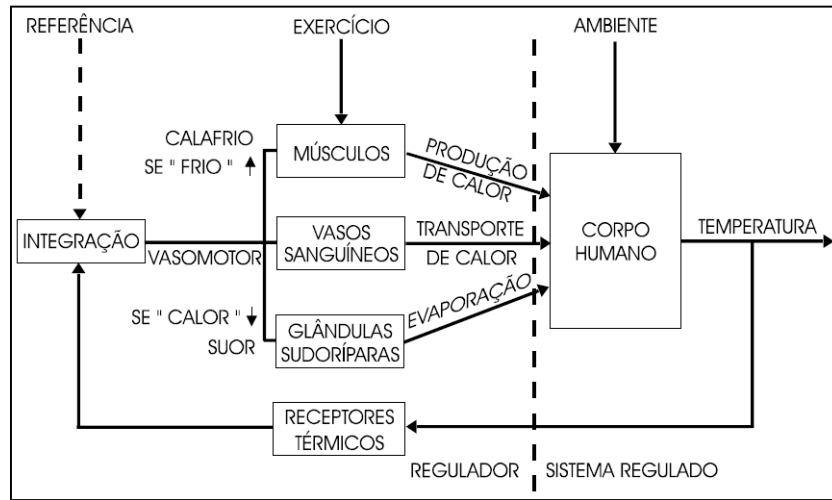 REFERÊNCIA
EXERCÍCIO
AMBIENTE
CALAFRIO
SE " FRIO "
MÚSCULOS
PRODUÇÃO
DE CALOR
INTEGRAÇÃO
VASOMOTOR
VASOS
SANGUÍNEOS
TRANSPORTE
DE CALOR
CORPO
HUMANO
TEMPERATURA
SE " CALOR "
SUOR
GLÂNDULAS
SUDORÍPARAS
EVAPORAÇÃO
RECEPTORES
TÉRMICOS
REGULADOR
SISTEMA REGULADO